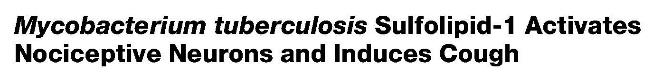 Mycobacterium tuberculosis Sulfolipid-1 Activates
Nociceptive Neurons and Induces Cough